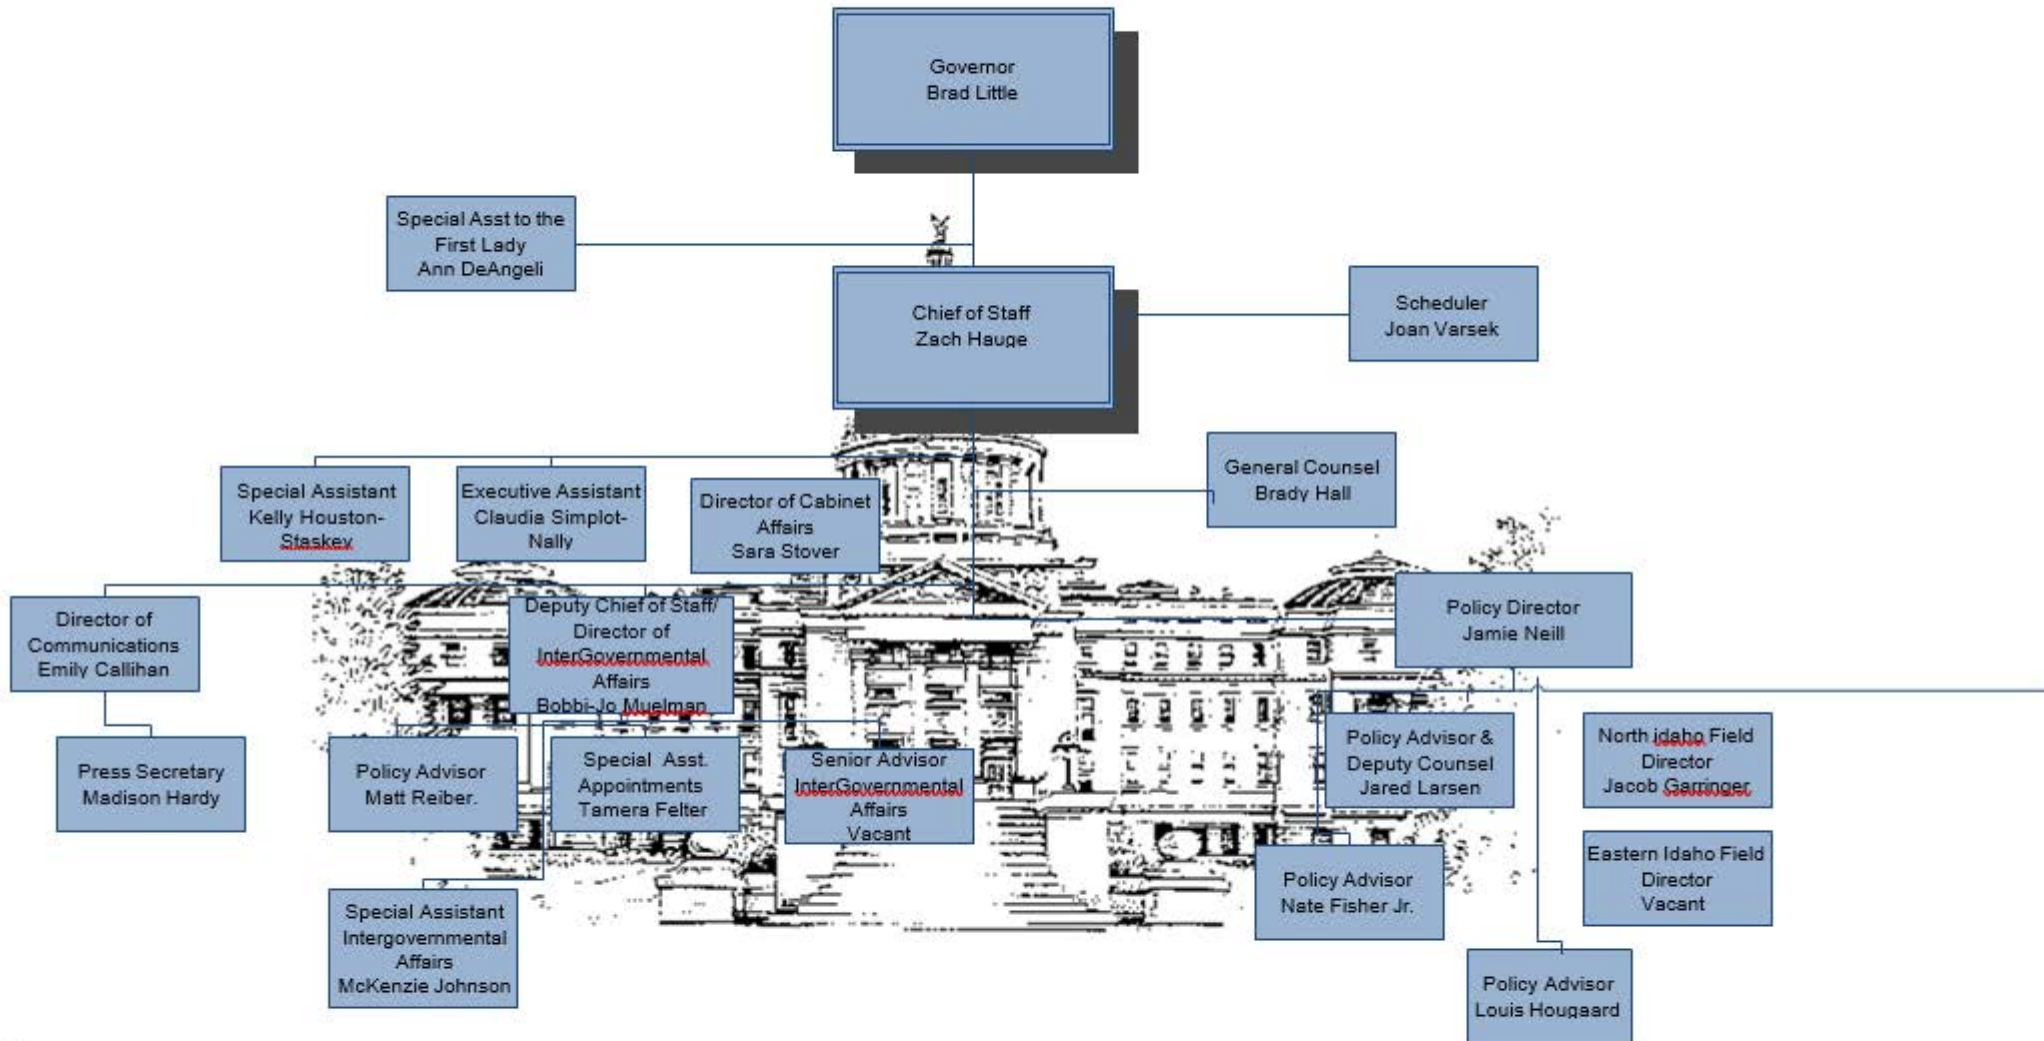 Governor
Brad Little
Special Asst to the
First Lady
Ann DeAngeli
Chief of Staff
Zach Hauge
Scheduler
Joan Varsek
General Counsel
Brady Hall
Special Assistant
Kelly Houston-
Staskey
Executive Assistant
Claudia Simplot-
Nally
Director of Cabinet
Affairs
Sara Stover
Director of
Communications
Emily Callihan
Deputy Chief of Staff/
Director of
InterGovernmental
Affairs
Bobbi-Jo Muelman
Policy Director
Jamie Neill
Press Secretary
Madison Hardy
Policy Advisor
Matt Reiber.
Special Asst.
Appointments
Tamera Felter
Senior Advisor
InterGovernmental
Affairs
Vacant
Policy Advisor &
Deputy Counsel
Jared Larsen
North idaho Field
Director
Jacob Garringer
Eastern Idaho Field
Director
Vacant
Policy Advisor
Nate Fisher Jr.
Special Assistant
Intergovernmental
Affairs
McKenzie Johnson
Policy Advisor
Louis Hougaard